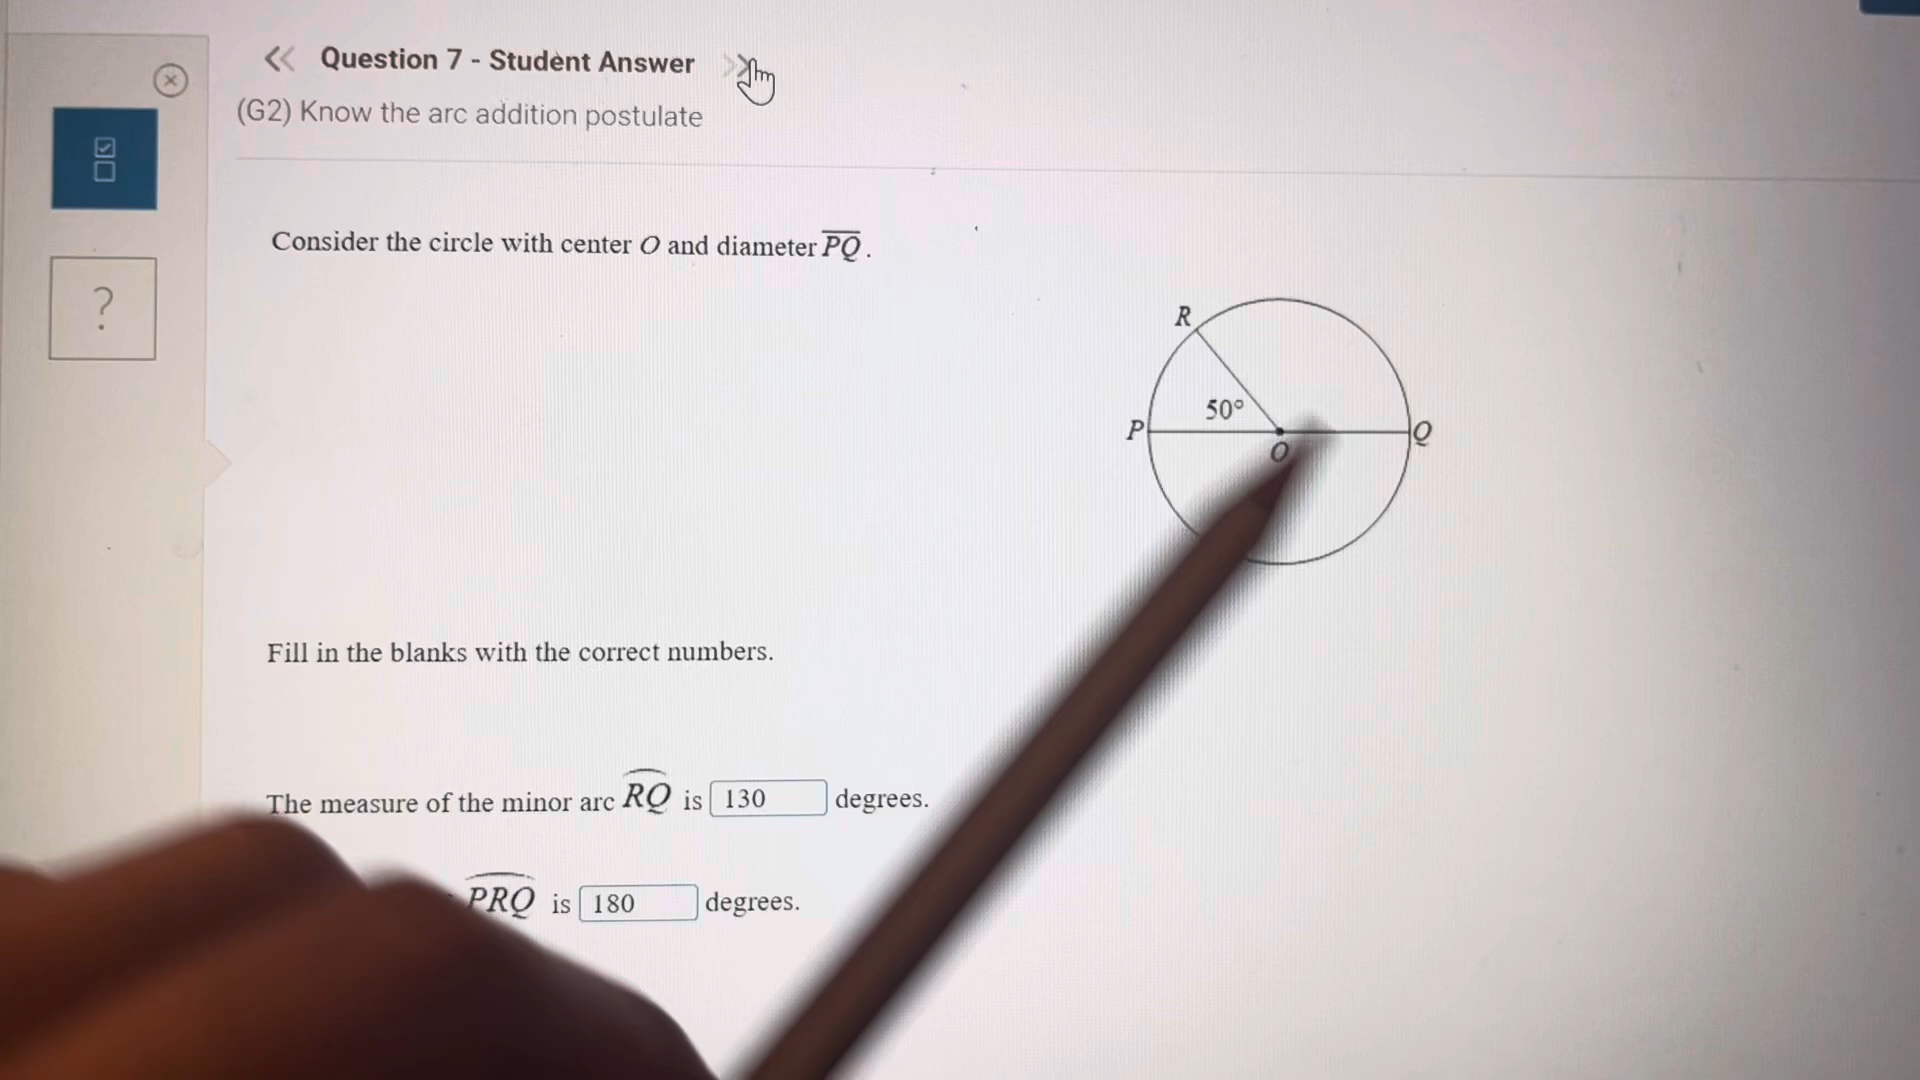 Question 7 - Student Answer
(G2) Know the arc addition postulate
?
Consider the circle with center O and diameter PQ.
R
50°
P
Q
O
Fill in the blanks with the correct numbers.
The measure of the minor arc RQ is 130 degrees.
PRQ is 180 degrees.